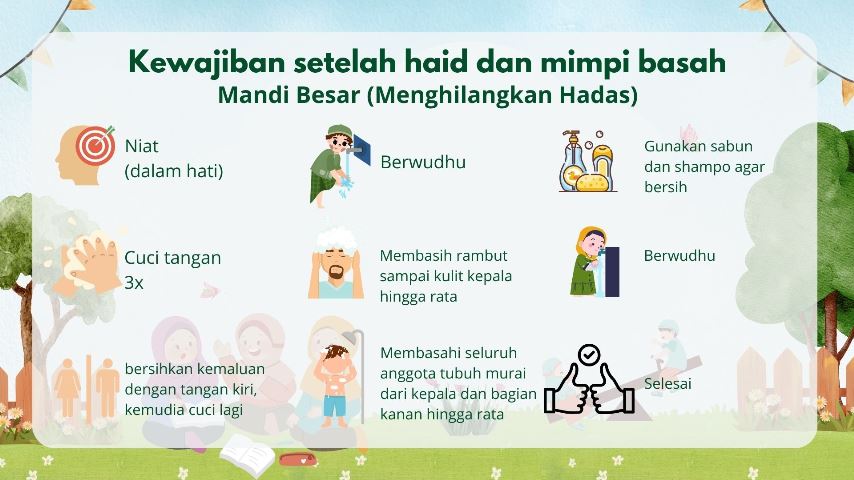 Kewajiban setelah haid dan mimpi basah
Mandi Besar (Menghilangkan Hadas)
Niat
(dalam hati)
Cuci tangan
3x
bersihkan kemaluan
dengan tangan kiri,
kemudia cuci lagi
Berwudhu
Membasih rambut
sampai kulit kepala
hingga rata
Membasahi seluruh
anggota tubuh murai
dari kepala dan bagian
kanan hingga rata
Gunakan sabun
dan shampo agar
bersih
Berwudhu
Selesai